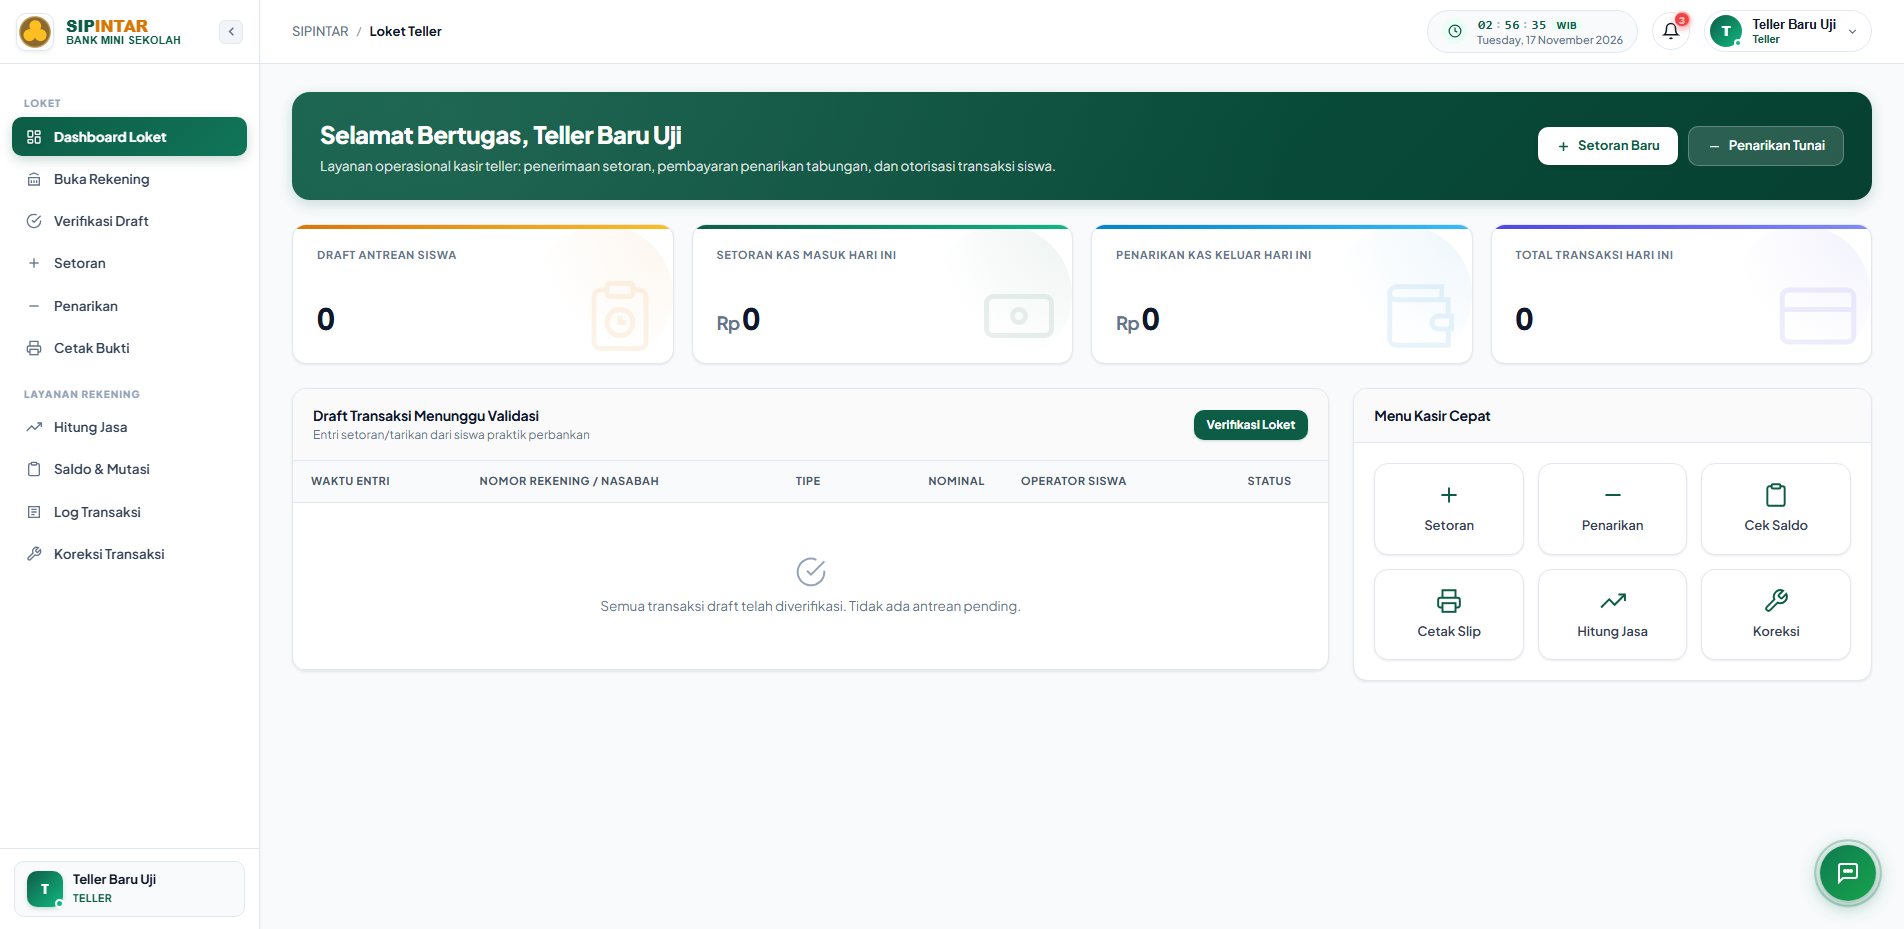 SIPINTAR
BANK MINI SEKOLAH
SIPINTAR / Loket Teller
02 : 56 : 35 WIB
Tuesday, 17 November 2026
3
T
Teller Baru Uji
Teller
LOKET
Dashboard Loket
Buka Rekening
Verifikasi Draft
Setoran
Penarikan
Cetak Bukti
LAYANAN REKENING
Hitung Jasa
Saldo & Mutasi
Log Transaksi
Koreksi Transaksi
T
Teller Baru Uji
TELLER
Selamat Bertugas, Teller Baru Uji
Layanan operasional kasir teller: penerimaan setoran, pembayaran penarikan tabungan, dan otorisasi transaksi siswa.
+ Setoran Baru
− Penarikan Tunai
DRAFT ANTREAN SISWA
0
SETORAN KAS MASUK HARI INI
Rp 0
PENARIKAN KAS KELUAR HARI INI
Rp 0
TOTAL TRANSAKSI HARI INI
0
Draft Transaksi Menunggu Validasi
Entri setoran/tarikan dari siswa praktik perbankan
Verifikasi Loket
WAKTU ENTRI NOMOR REKENING / NASABAH TIPE NOMINAL OPERATOR SISWA STATUS
Semua transaksi draft telah diverifikasi. Tidak ada antrean pending.
Menu Kasir Cepat
Setoran
Penarikan
Cek Saldo
Cetak Slip
Hitung Jasa
Koreksi